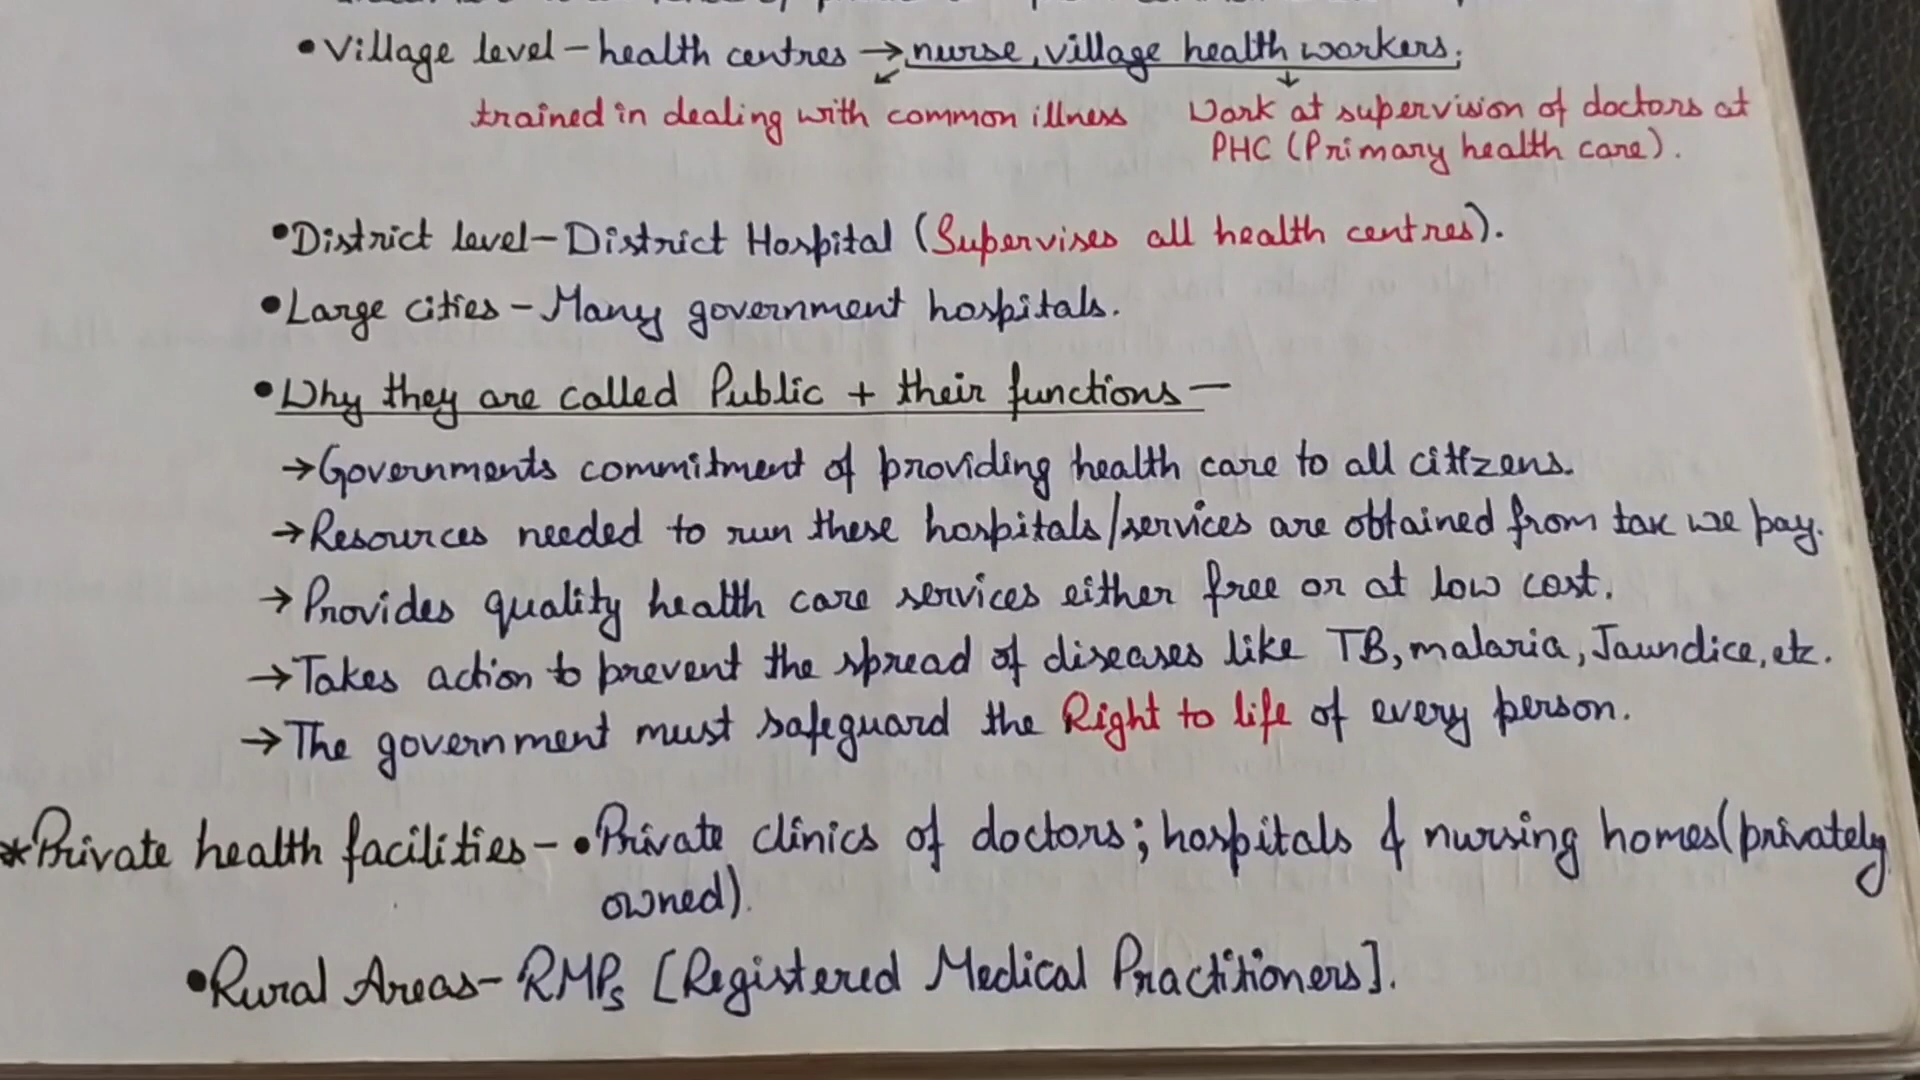 • Village level – health centres → nurse, village health workers.
↙ ↓
trained in dealing with common illness Work at supervision of doctors at
PHC (Primary health care).
• District level – District Hospital (Supervises all health centres).
• Large cities – Many government hospitals.
• Why they are called Public + their functions –
→ Governments commitment of providing health care to all citizens.
→ Resources needed to run these hospitals/services are obtained from tax we pay.
→ Provides quality health care services either free or at low cost.
→ Takes action to prevent the spread of diseases like TB, malaria, Jaundice, etc.
→ The government must safeguard the Right to life of every person.
* Private health facilities – • Private clinics of doctors; hospitals & nursing homes (privately
owned).
• Rural Areas – RMPs [Registered Medical Practitioners].